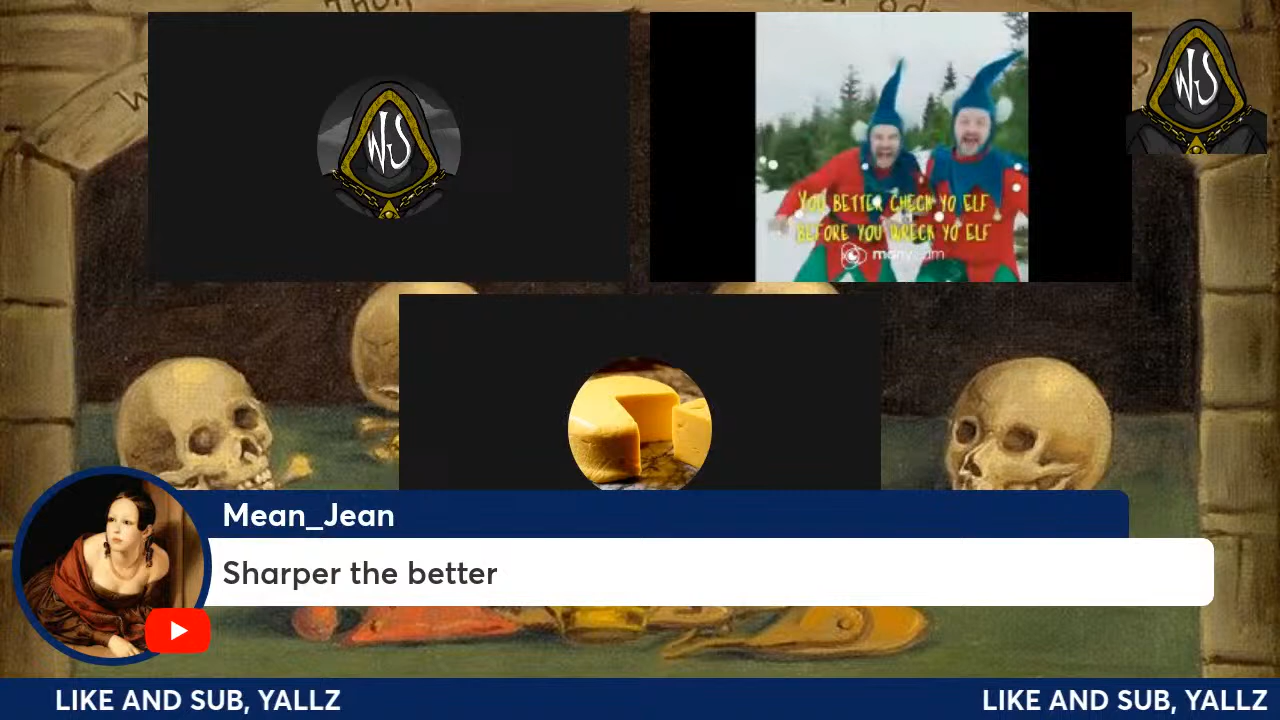 WS
YOU BETTER CHECK YO ELF
BEFORE YOU WRECK YO ELF
WS
Mean_Jean
Sharper the better
LIKE AND SUB, YALLZ
LIKE AND SUB, YALLZ